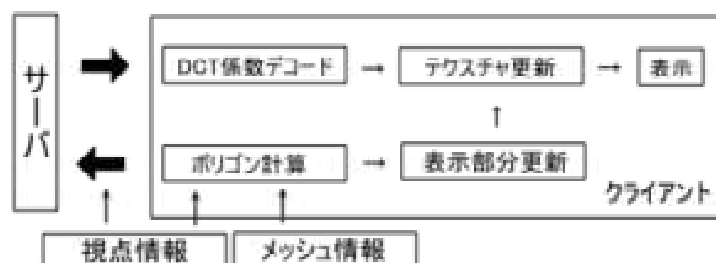 サーバ
DCT係数デコード
テクスチャ更新
表示
ポリゴン計算
表示部分更新
クライアント
視点情報
メッシュ情報